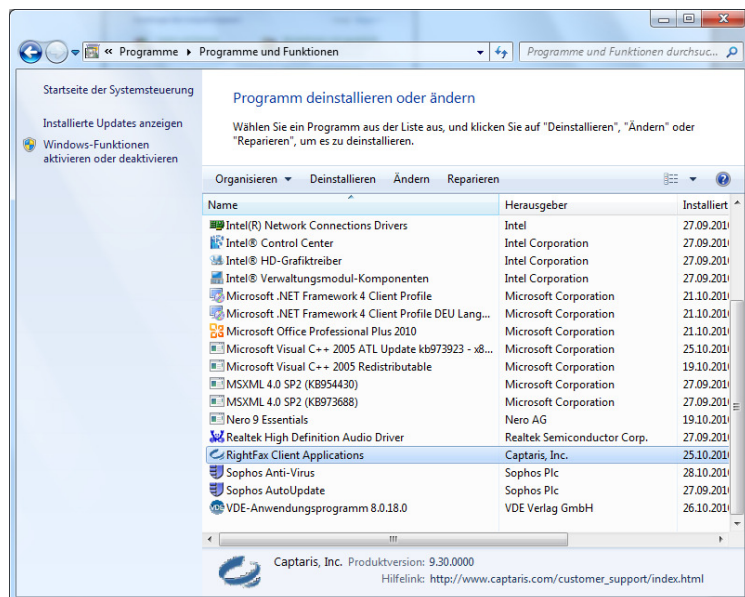 « Programme ▸ Programme und Funktionen
Programme und Funktionen durchsuc...
Startseite der Systemsteuerung
Installierte Updates anzeigen
Windows-Funktionen
aktivieren oder deaktivieren
Programm deinstallieren oder ändern
Wählen Sie ein Programm aus der Liste aus, und klicken Sie auf "Deinstallieren", "Ändern" oder
"Reparieren", um es zu deinstallieren.
Organisieren Deinstallieren Ändern Reparieren
Name Herausgeber Installiert
Intel(R) Network Connections Drivers Intel 27.09.201
Intel® Control Center Intel Corporation 27.09.201
Intel® HD-Grafiktreiber Intel Corporation 27.09.201
Intel® Verwaltungsmodul-Komponenten Intel Corporation 27.09.201
Microsoft .NET Framework 4 Client Profile Microsoft Corporation 21.10.201
Microsoft .NET Framework 4 Client Profile DEU Lang... Microsoft Corporation 21.10.201
Microsoft Office Professional Plus 2010 Microsoft Corporation 21.10.201
Microsoft Visual C++ 2005 ATL Update kb973923 - x8... Microsoft Corporation 25.10.201
Microsoft Visual C++ 2005 Redistributable Microsoft Corporation 19.10.201
MSXML 4.0 SP2 (KB954430) Microsoft Corporation 27.09.201
MSXML 4.0 SP2 (KB973688) Microsoft Corporation 27.09.201
Nero 9 Essentials Nero AG 19.10.201
Realtek High Definition Audio Driver Realtek Semiconductor Corp. 27.09.201
RightFax Client Applications Captaris, Inc. 25.10.201
Sophos Anti-Virus Sophos Plc 28.10.201
Sophos AutoUpdate Sophos Plc 27.09.201
VDE-Anwendungsprogramm 8.0.18.0 VDE Verlag GmbH 26.10.201
Captaris, Inc. Produktversion: 9.30.0000
Hilfelink: http://www.captaris.com/customer_support/index.html